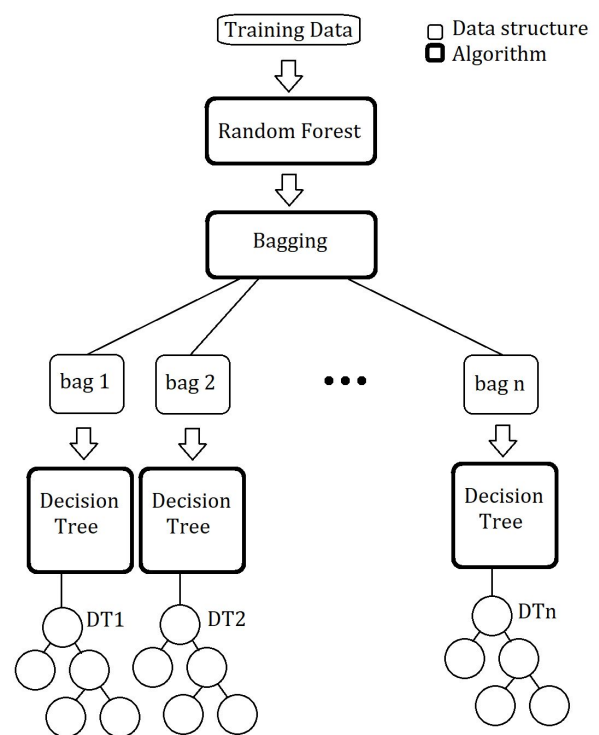 Training Data
Data structure
Algorithm
Random Forest
Bagging
bag 1
bag 2
bag n
Decision
Tree
Decision
Tree
Decision
Tree
DT1
DT2
DTn